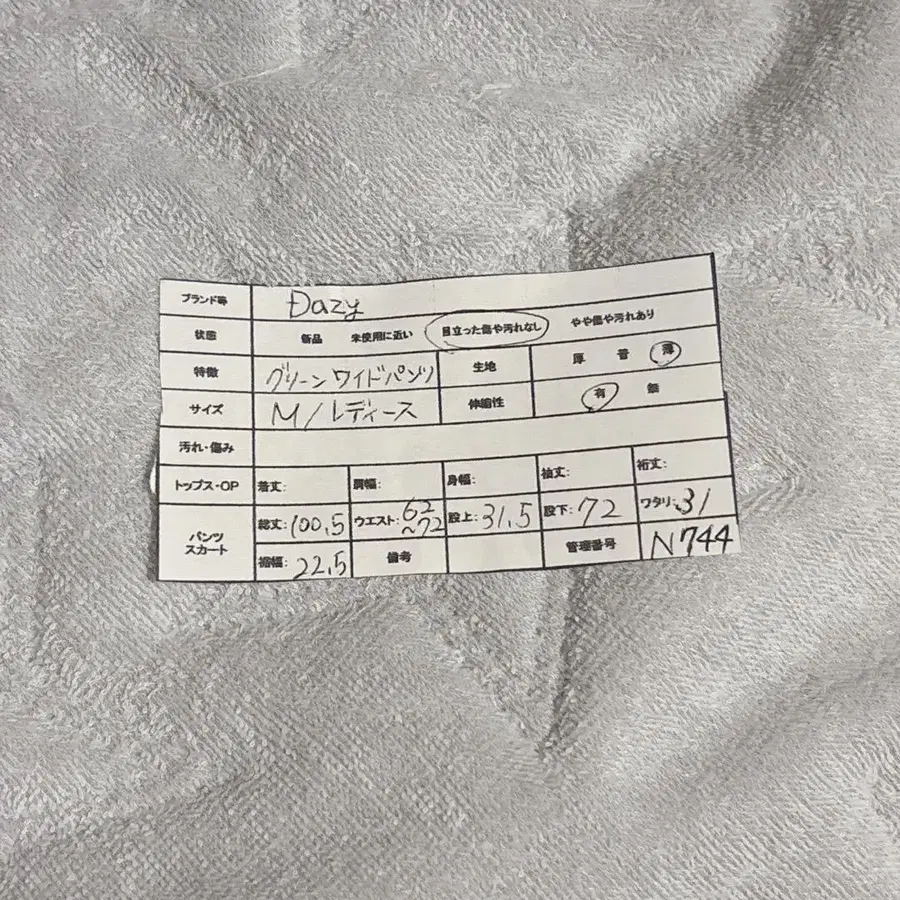 ブランド等 Dazy
状態 新品 未使用に近い 目立った傷や汚れなし やや傷や汚れあり
特徴 グリーンワイドパンツ 生地 厚 普 薄
サイズ M/レディース 伸縮性 有 無
汚れ・傷み
トップス・OP 着丈: 肩幅: 身幅: 袖丈: 裄丈:
パンツ スカート 総丈:100.5 ウエスト:62~72 股上:31.5 股下:72 ワタリ:31
裾幅:22.5 備考 管理番号 N744